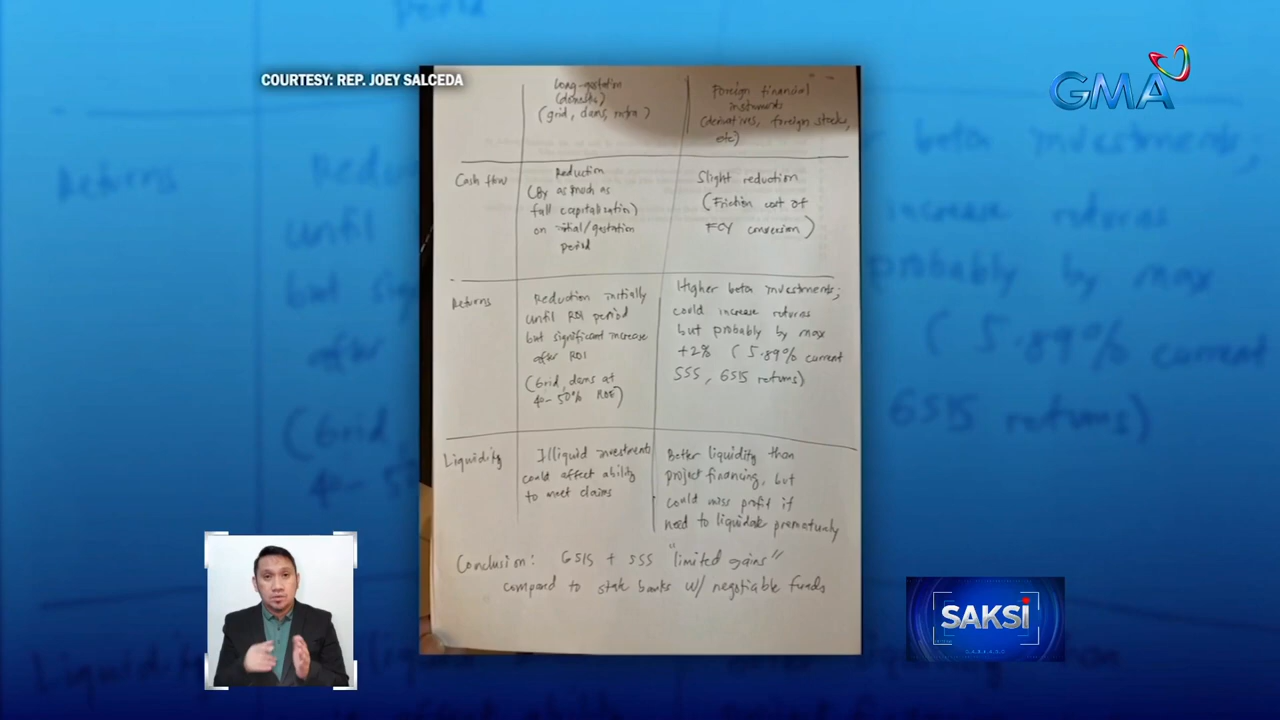 COURTESY: REP. JOEY SALCEDA
GMA
long-gestation
(domestic)
(grid, dams, infra)
Foreign financial
instruments
(derivatives, foreign stocks,
etc)
Cash flow
Reduction
(By as much as
full capitalization)
on initial/gestation
period
Slight reduction
(Friction cost of
FCY conversion)
Returns
Reduction initially
until ROI period
but significant increase
after ROI
(Grid, dams at
40-50% ROE)
Higher beta investments;
could increase returns
but probably by max
+2% (5.89% current
SSS, GSIS returns)
Liquidity
Illiquid investments
could affect ability
to meet claims
Better liquidity than
project financing, but
could miss profit if
need to liquidate prematurely
Conclusion: GSIS + SSS "limited gains"
compared to state banks w/ negotiable funds
SAKSI
SABADO